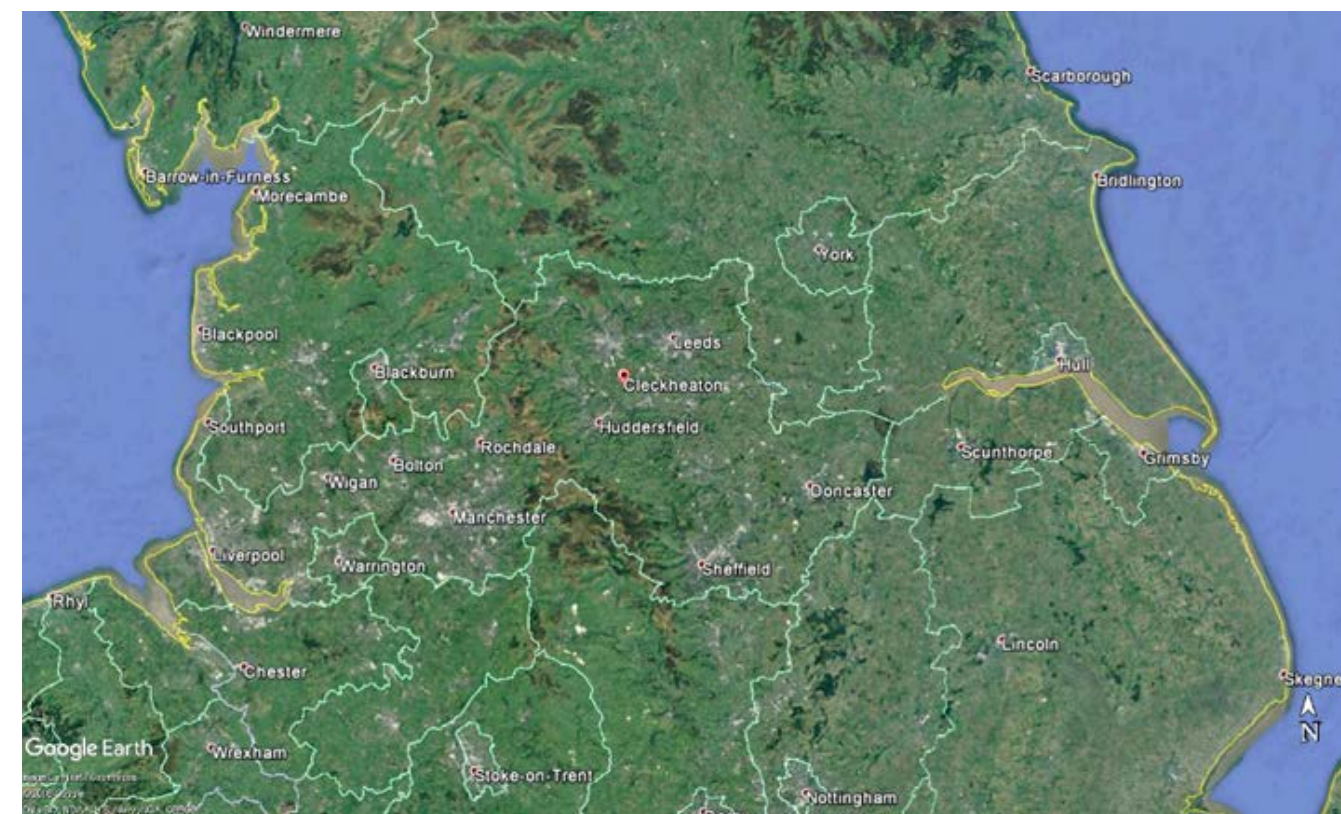 Windermere
Scarborough
Barrow-in-Furness
Morecambe
Bridlington
York
Blackpool
Leeds
Hull
Blackburn
Cleckheaton
Southport
Huddersfield
Rochdale
Scunthorpe
Grimsby
Bolton
Wigan
Doncaster
Manchester
Liverpool
Warrington
Sheffield
Rhyl
Lincoln
Chester
Skegne
N
Google Earth
Wrexham
Stoke-on-Trent
Nottingham